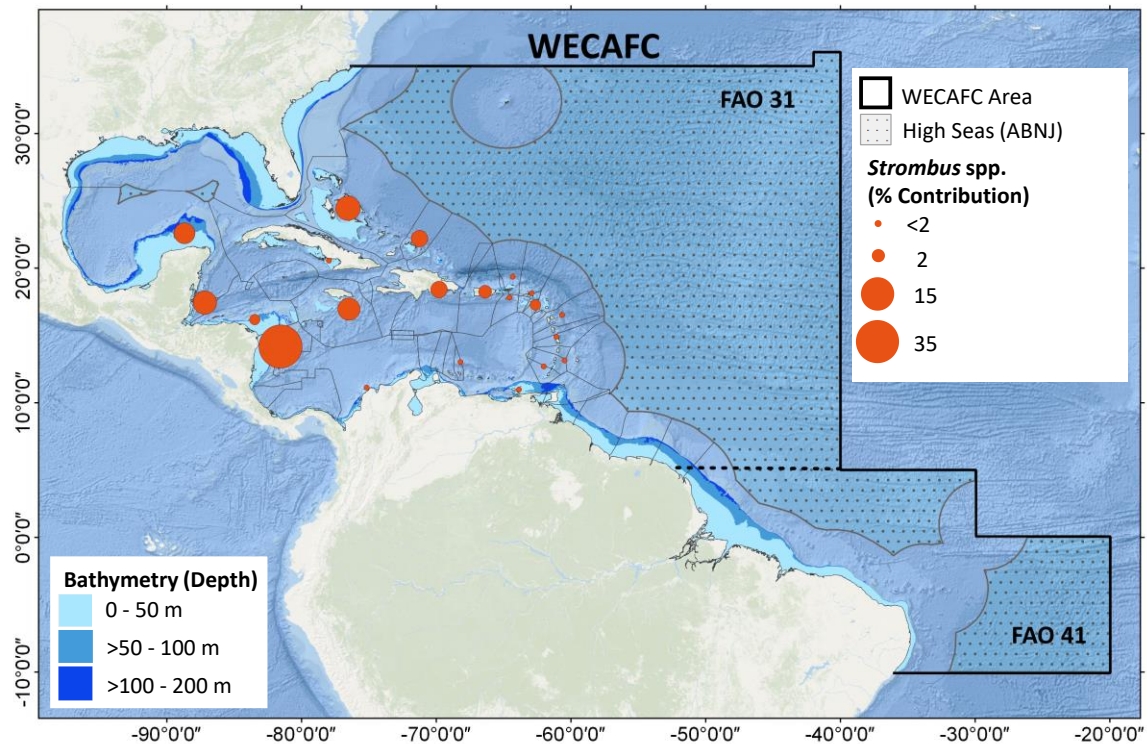 WECAFC
FAO 31
WECAFC Area
High Seas (ABNJ)
Strombus spp.
(% Contribution)
<2
2
15
35
30°0'0"
20°0'0"
10°0'0"
0°0'0"
-10°0'0"
Bathymetry (Depth)
0 - 50 m
>50 - 100 m
>100 - 200 m
FAO 41
-90°0'0"
-80°0'0"
-70°0'0"
-60°0'0"
-50°0'0"
-40°0'0"
-30°0'0"
-20°0'0"